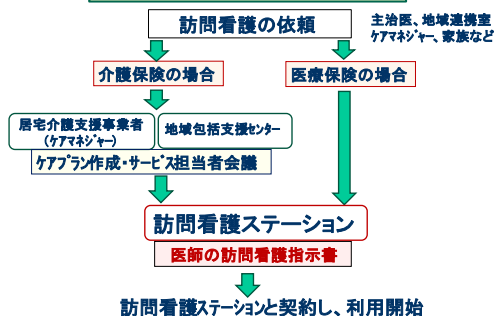 訪問看護の依頼
主治医、地域連携室
ｹｱﾏﾈｼﾞｬｰ、家族など
介護保険の場合
医療保険の場合
居宅介護支援事業者
(ｹｱﾏﾈｼﾞｬｰ)
地域包括支援ｾﾝﾀｰ
ｹｱﾌﾟﾗﾝ作成・ｻｰﾋﾞｽ担当者会議
訪問看護ステーション
医師の訪問看護指示書
訪問看護ｽﾃｰｼｮﾝと契約し、利用開始